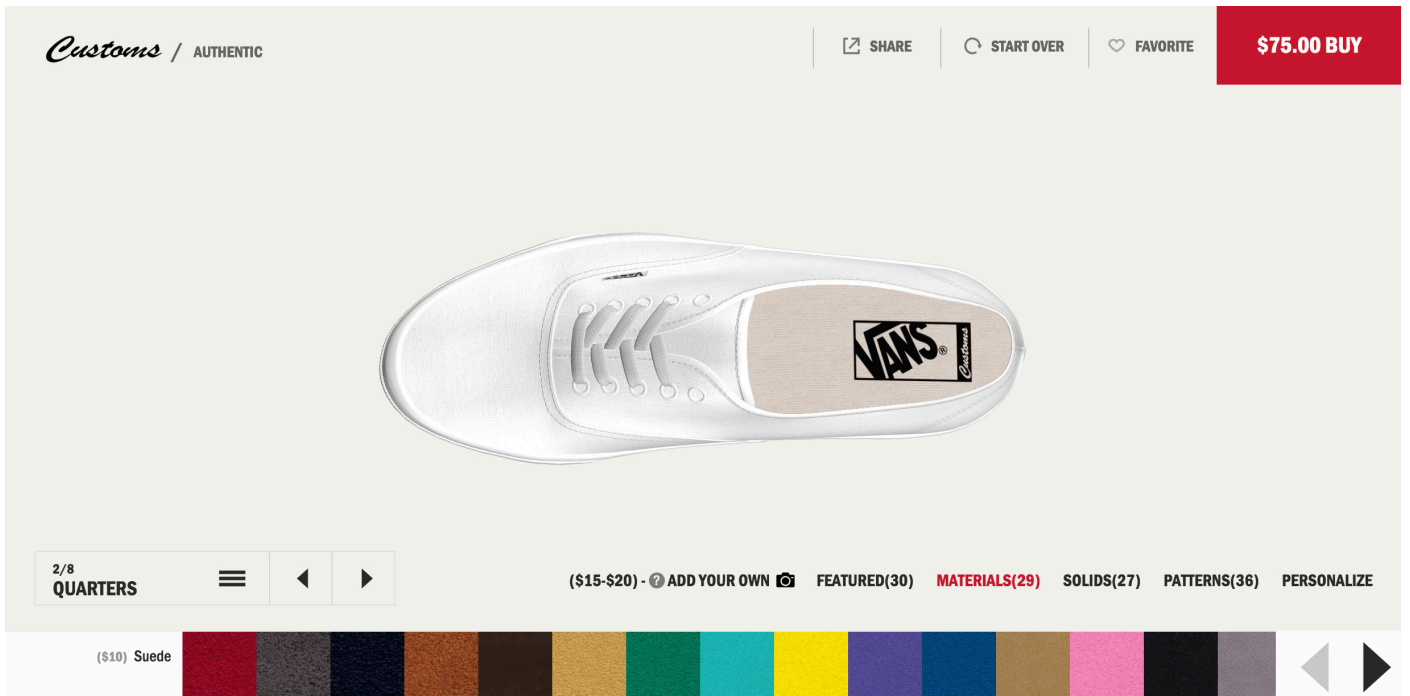 Customs / AUTHENTIC
SHARE
START OVER
FAVORITE
$75.00 BUY
VANS
VANS® Customs
2/8
QUARTERS
($15-$20) - ? ADD YOUR OWN
FEATURED(30)
MATERIALS(29)
SOLIDS(27)
PATTERNS(36)
PERSONALIZE
($10) Suede